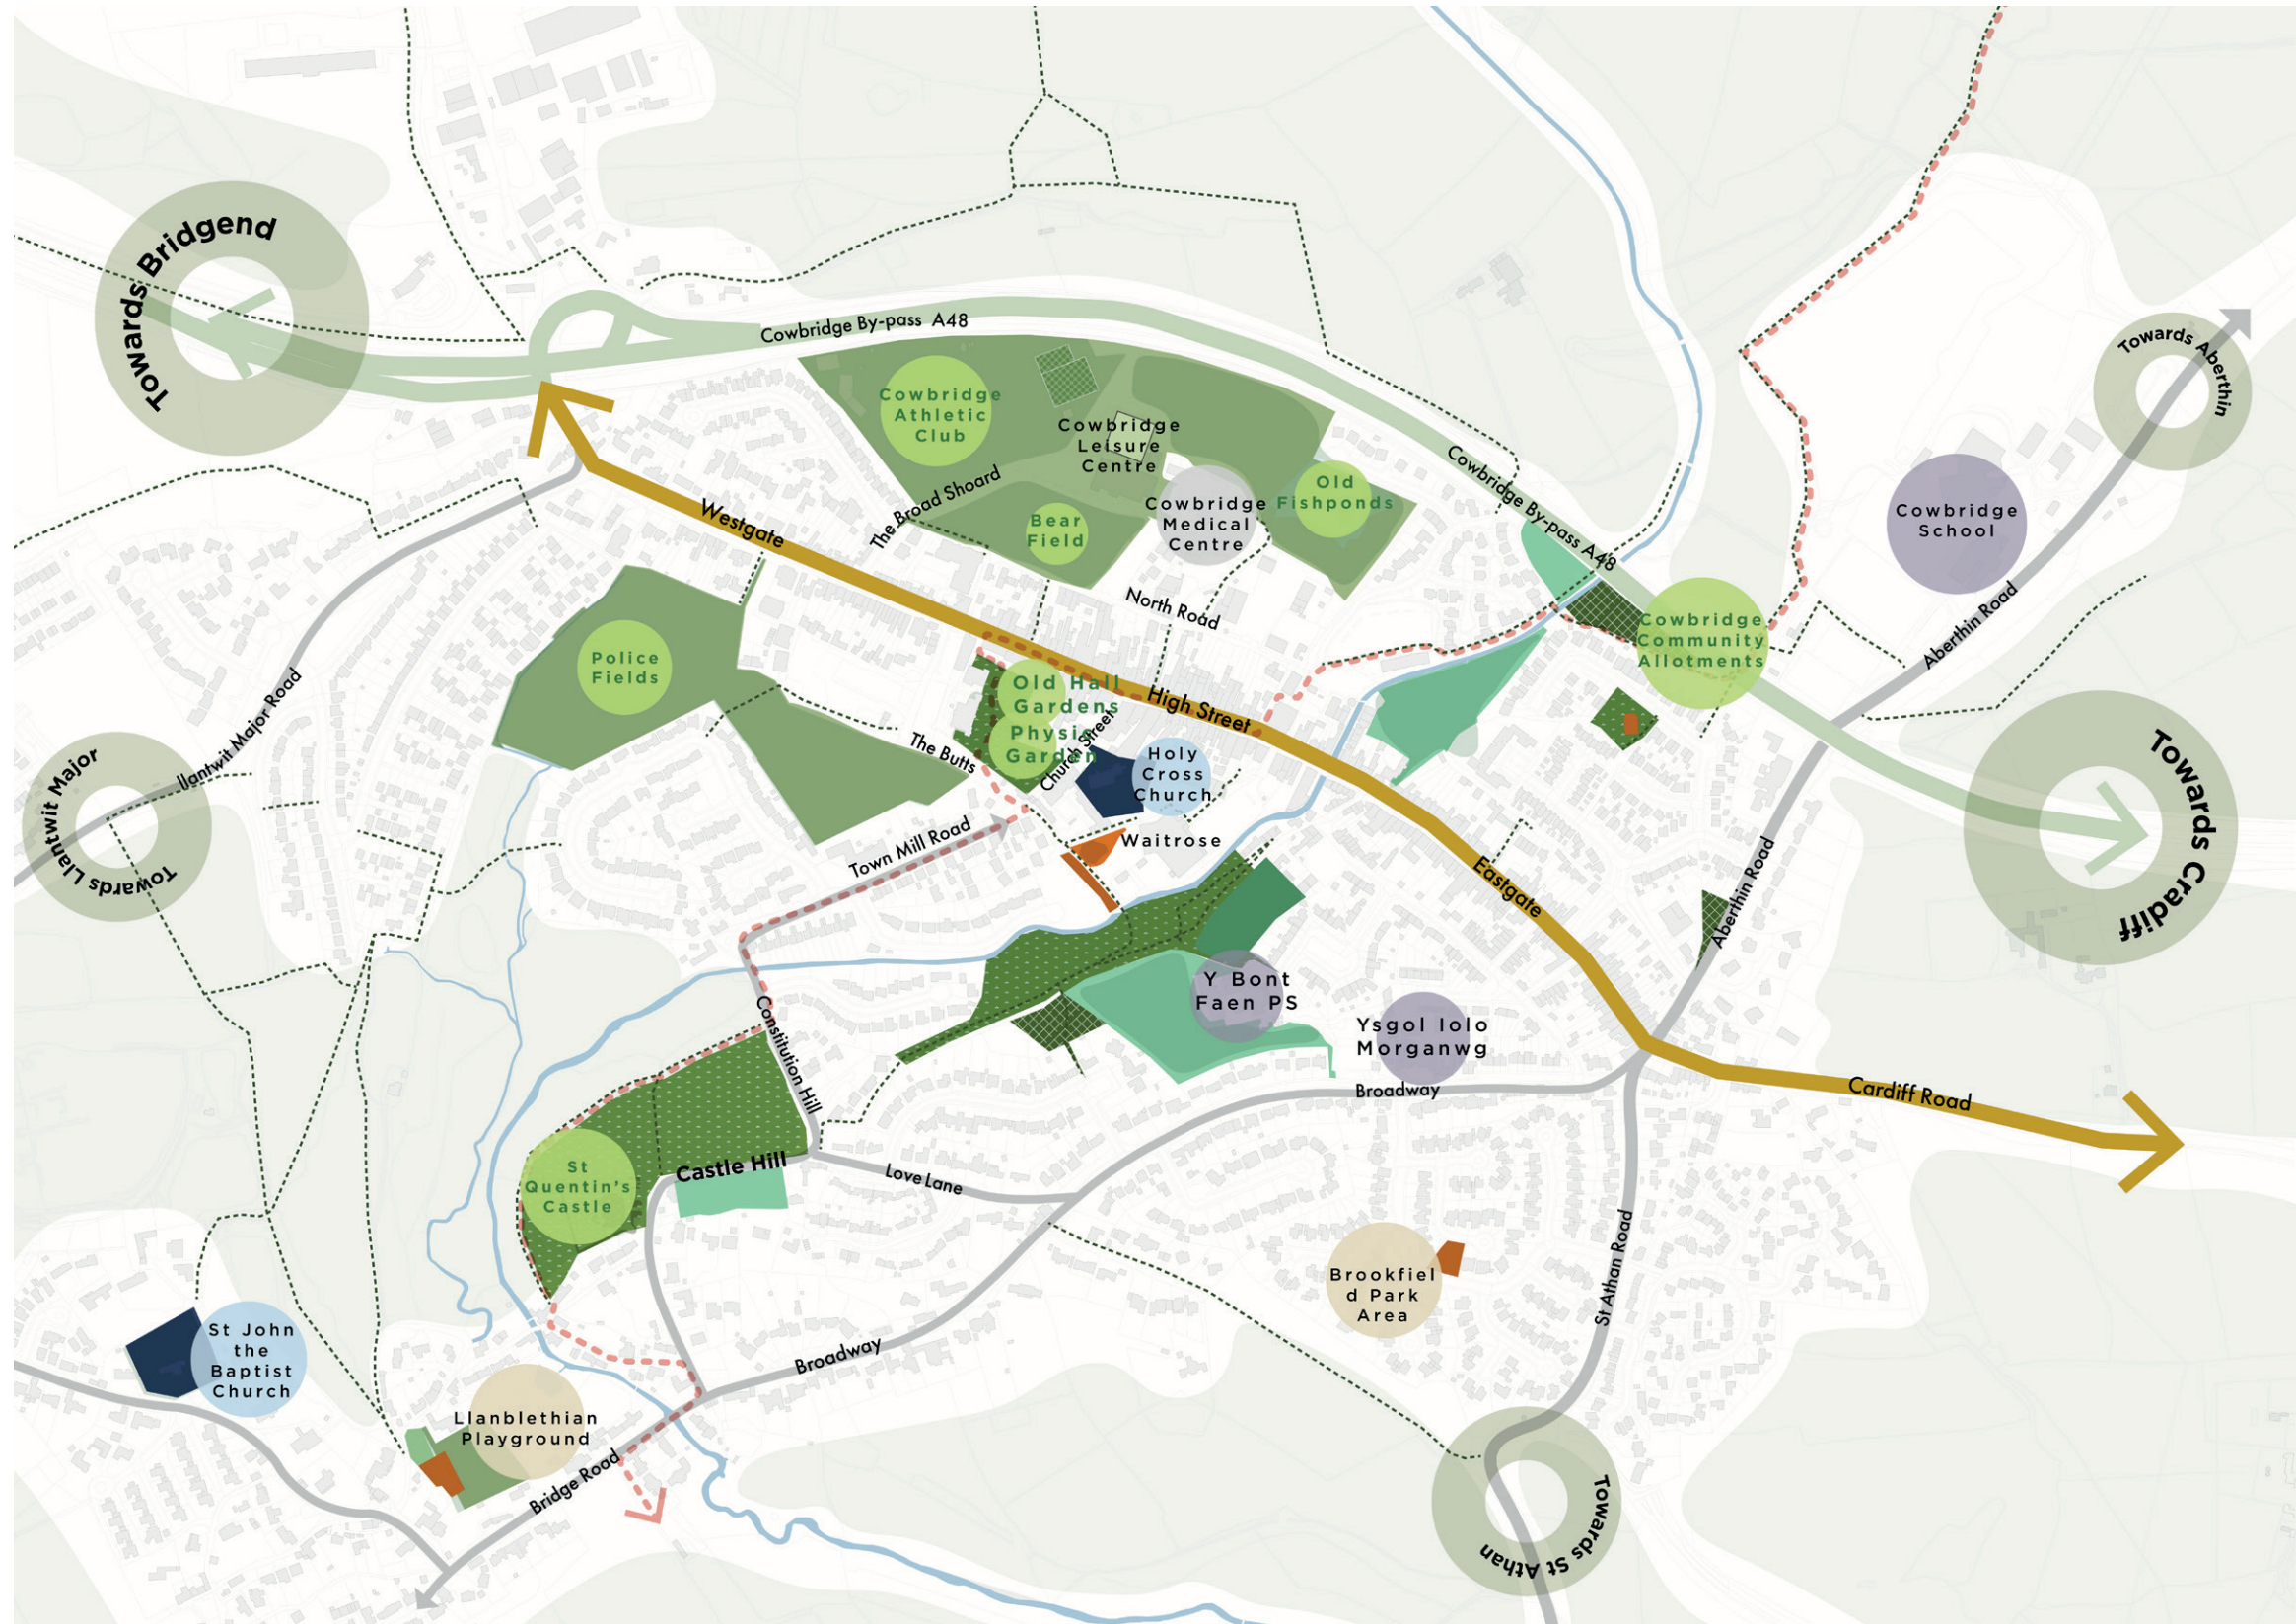 Towards Bridgend
Cowbridge By-pass A48
Towards Aberthin
Cowbridge
Athletic
Club
Cowbridge
Leisure
Centre
The Broad Shoard
Bear
Field
Cowbridge
Medical
Centre
Old
Fishponds
Cowbridge By-pass A48
Cowbridge
School
Westgate
North Road
Cowbridge
Community
Allotments
Aberthin Road
Police
Fields
Old Hall
Gardens
Physic
Garden
High Street
Church Street
The Butts
Holy
Cross
Church
llantwit Major Road
Towards Llantwit Major
Towards Cradiff
Town Mill Road
Waitrose
Eastgate
Aberthin Road
Y Bont
Faen PS
Ysgol Iolo
Morganwg
Constitution Hill
Broadway
Cardiff Road
St
Quentin's
Castle
Castle Hill
Love Lane
St Athan Road
Brookfiel
d Park
Area
St John
the
Baptist
Church
Broadway
Llanblethian
Playground
Bridge Road
Towards St Athan